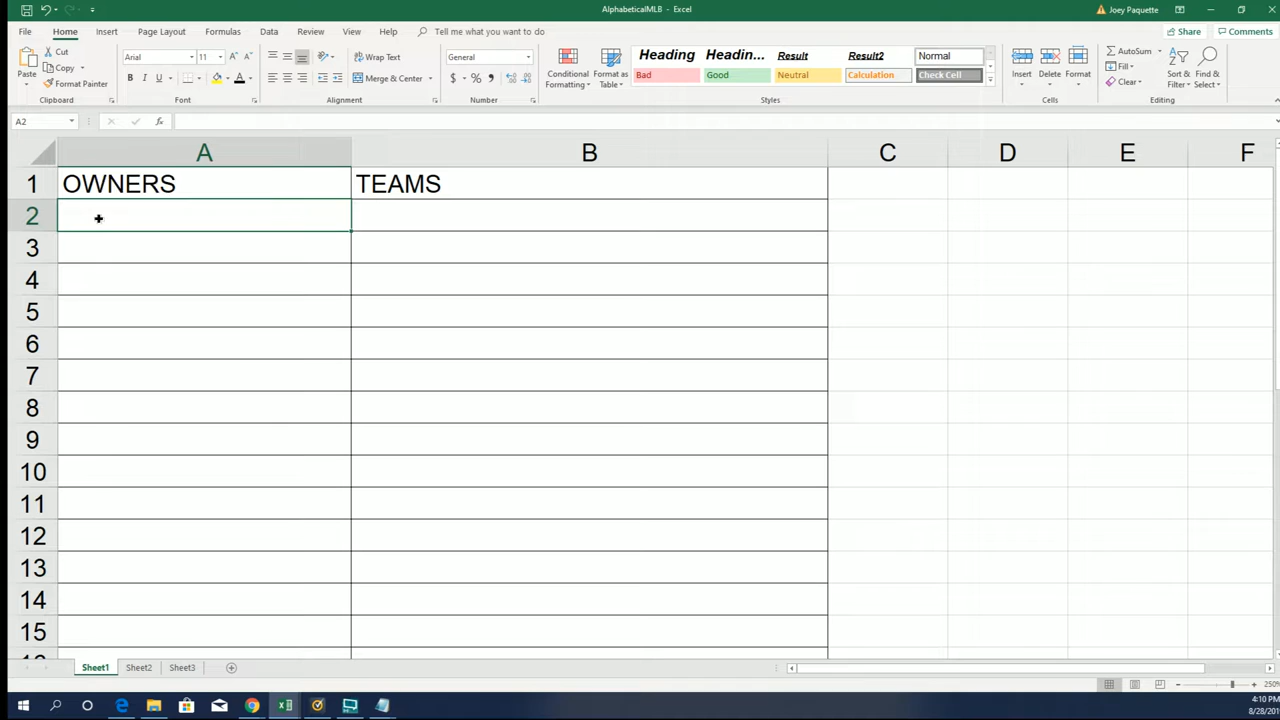 AlphabeticalMLB - Excel
Joey Paquette
File Home Insert Page Layout Formulas Data Review View Help Tell me what you want to do
Share Comments
Paste
Cut
Copy
Format Painter
Clipboard
Arial 11
B I U
Font
Wrap Text
Merge & Center
Alignment
General
$ % ,
Number
Conditional Formatting
Format as Table
Heading Headin... Result Result2 Normal
Bad Good Neutral Calculation Check Cell
Styles
Insert Delete Format
Cells
AutoSum
Fill
Clear
Sort & Filter
Find & Select
Editing
A2 fx
A B C D E F
1 OWNERS TEAMS
2
3
4
5
6
7
8
9
10
11
12
13
14
15
Sheet1 Sheet2 Sheet3
250%
4:10 PM